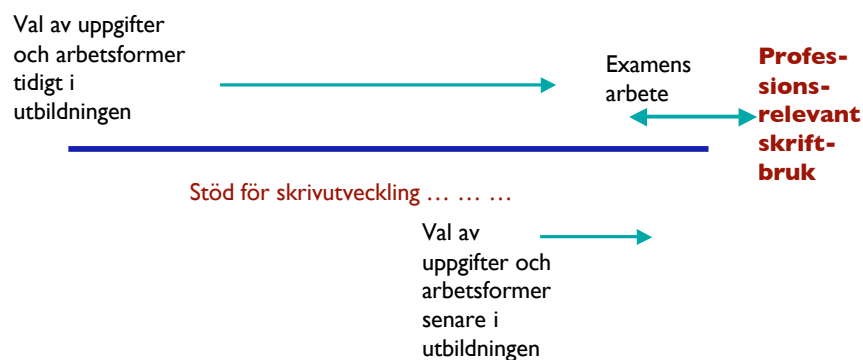 Val av uppgifter
och arbetsformer
tidigt i
utbildningen
Examens
arbete
Profes-
sions-
relevant
skrift-
bruk
Stöd för skrivutveckling … … …
Val av
uppgifter och
arbetsformer
senare i
utbildningen